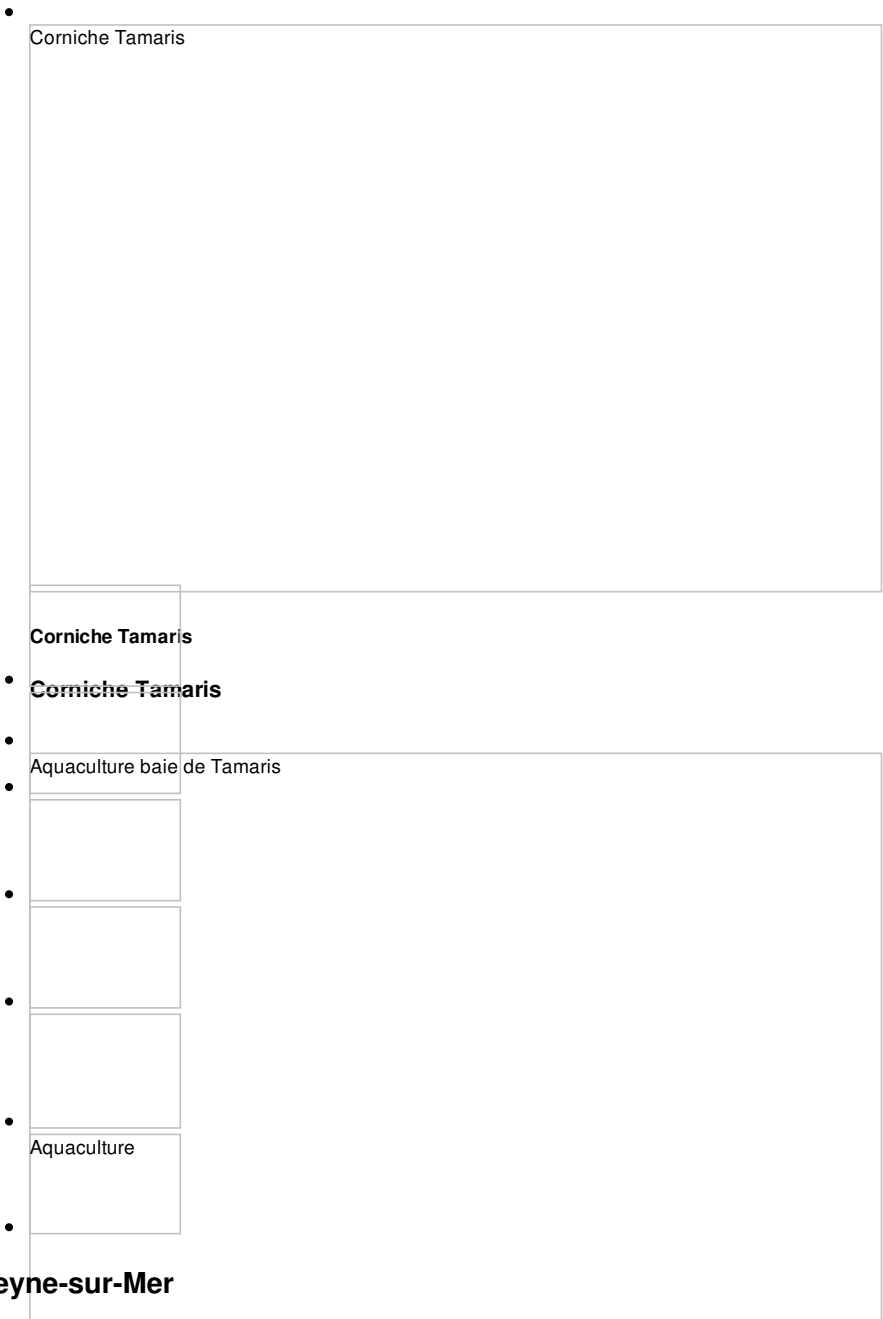 Corniche Tamaris
Corniche Tamaris
Corniche Tamaris
Aquaculture baie de Tamaris
Aquaculture
eyne-sur-Mer